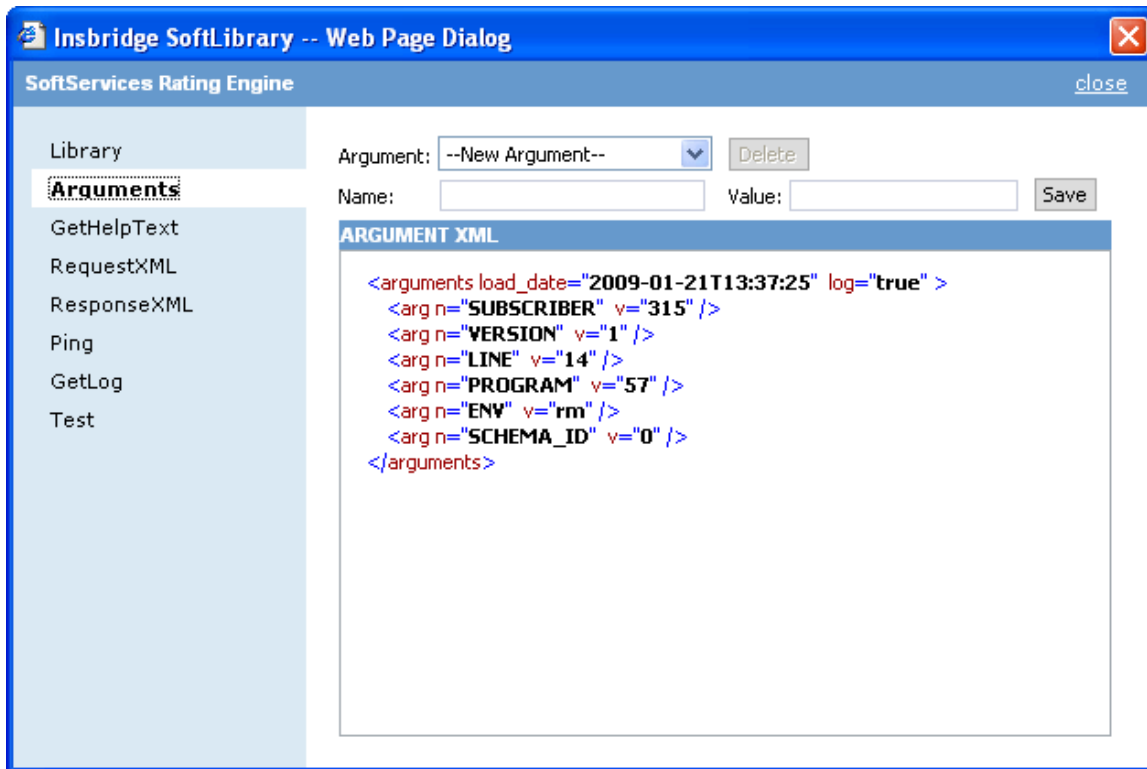 Insbridge SoftLibrary -- Web Page Dialog
SoftServices Rating Engine close
Library
Arguments
GetHelpText
RequestXML
ResponseXML
Ping
GetLog
Test
Argument: --New Argument-- Delete
Name: Value: Save
ARGUMENT XML
<arguments load_date="2009-01-21T13:37:25" log="true" >
<arg n="SUBSCRIBER" v="315" />
<arg n="VERSION" v="1" />
<arg n="LINE" v="14" />
<arg n="PROGRAM" v="57" />
<arg n="ENV" v="rm" />
<arg n="SCHEMA_ID" v="0" />
</arguments>